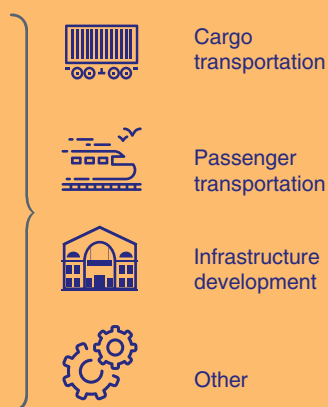 Cargo
transportation
Passenger
transportation
Infrastructure
development
Other